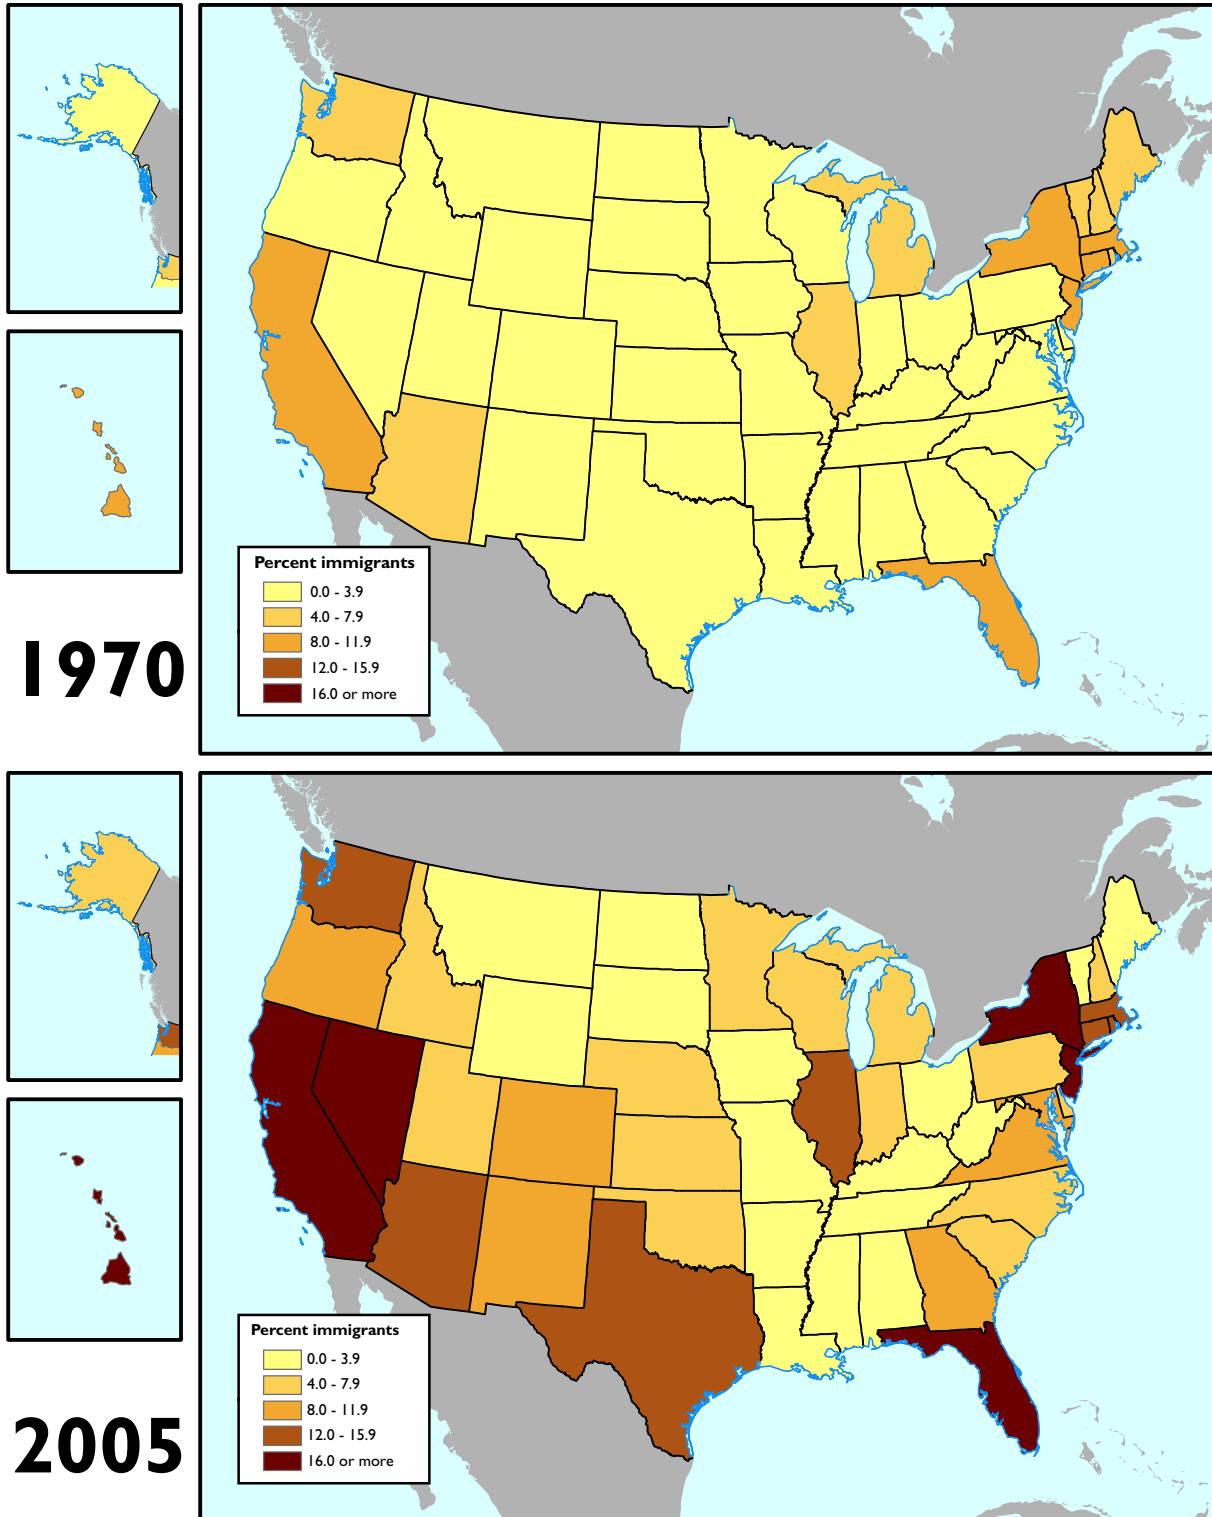 Percent immigrants
0.0 - 3.9
4.0 - 7.9
8.0 - 11.9
12.0 - 15.9
16.0 or more
1970
Percent immigrants
0.0 - 3.9
4.0 - 7.9
8.0 - 11.9
12.0 - 15.9
16.0 or more
2005